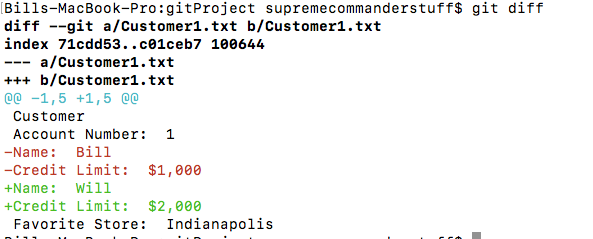 Bills-MacBook-Pro:gitProject supremecommanderstuff$ git diff
diff --git a/Customer1.txt b/Customer1.txt
index 71cdd53..c01ceb7 100644
--- a/Customer1.txt
+++ b/Customer1.txt
@@ -1,5 +1,5 @@
 Customer
 Account Number:  1
-Name:  Bill
-Credit Limit:  $1,000
+Name:  Will
+Credit Limit:  $2,000
 Favorite Store:  Indianapolis